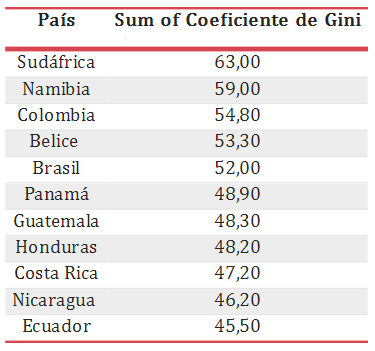 País Sum of Coeficiente de Gini
Sudáfrica 63,00
Namibia 59,00
Colombia 54,80
Belice 53,30
Brasil 52,00
Panamá 48,90
Guatemala 48,30
Honduras 48,20
Costa Rica 47,20
Nicaragua 46,20
Ecuador 45,50